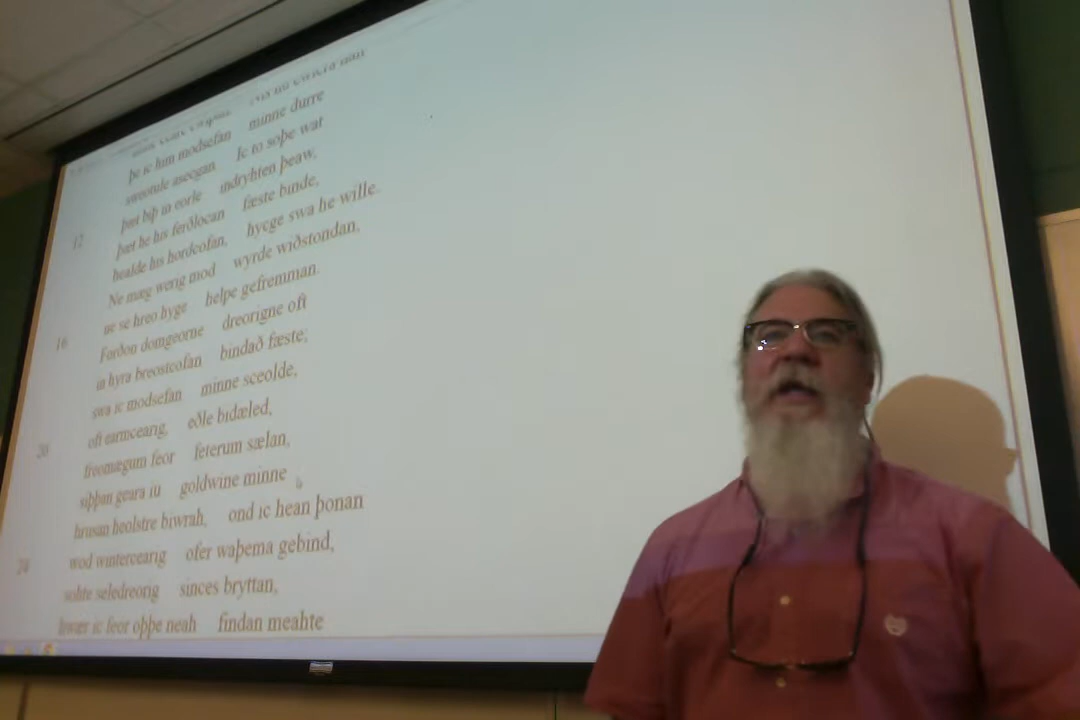 þe ic him modsefan minne durre
sweotule asecgan Ic to soþe wat
þæt biþ in eorle indryhten þeaw,
12 þæt he his ferðlocan fæste binde,
healde his hordcofan, hycge swa he wille.
Ne mæg werig mod wyrde wiðstondan,
ne se hreo hyge helpe gefremman.
16 Forðon domgeorne dreorigne oft
in hyra breostcofan bindað fæste;
swa ic modsefan minne sceolde,
oft earmcearig, eðle bidæled,
20 freomægum feor feterum sælan,
siþþan geara iu goldwine minne
hrusan heolstre biwrah, ond ic hean þonan
wod wintercearig ofer waþema gebind,
24 sohte seledreorig sinces bryttan,
hwær ic feor oþþe neah findan meahte